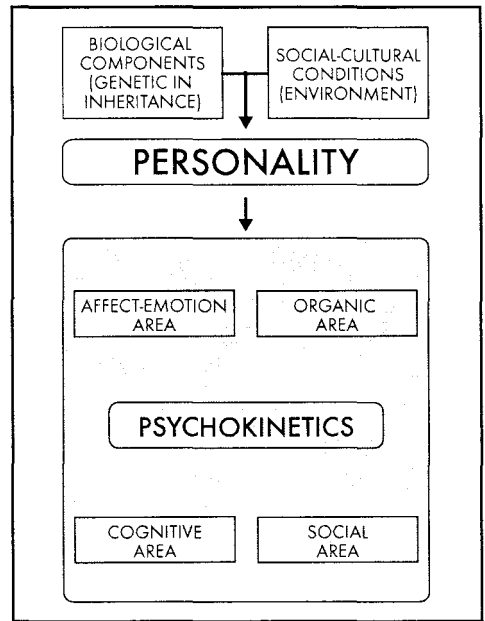 BIOLOGICAL
COMPONENTS
(GENETIC IN
INHERITANCE)
SOCIAL-CULTURAL
CONDITIONS
(ENVIRONMENT)
PERSONALITY
AFFECT-EMOTION
AREA
ORGANIC
AREA
PSYCHOKINETICS
COGNITIVE
AREA
SOCIAL
AREA